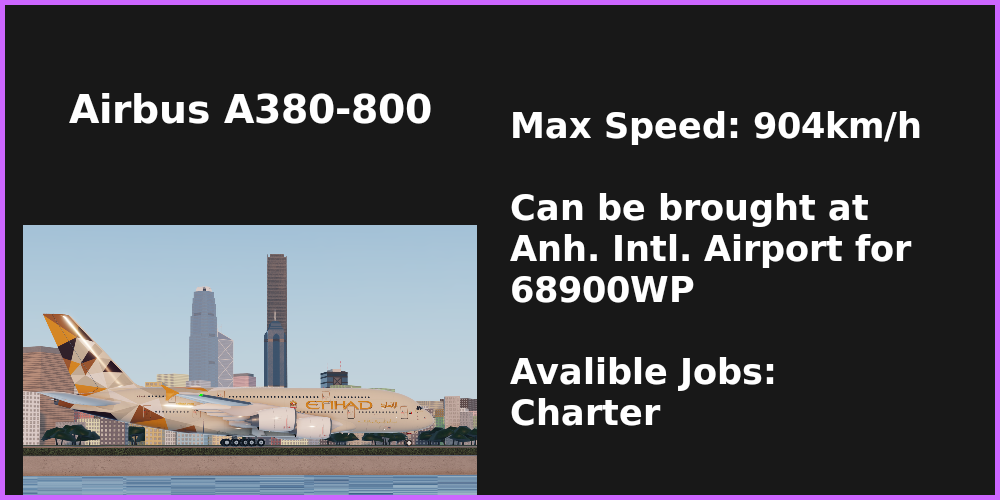 Airbus A380-800
Max Speed: 904km/h
Can be brought at
Anh. Intl. Airport for
68900WP
Avalible Jobs:
Charter
ETIHAD